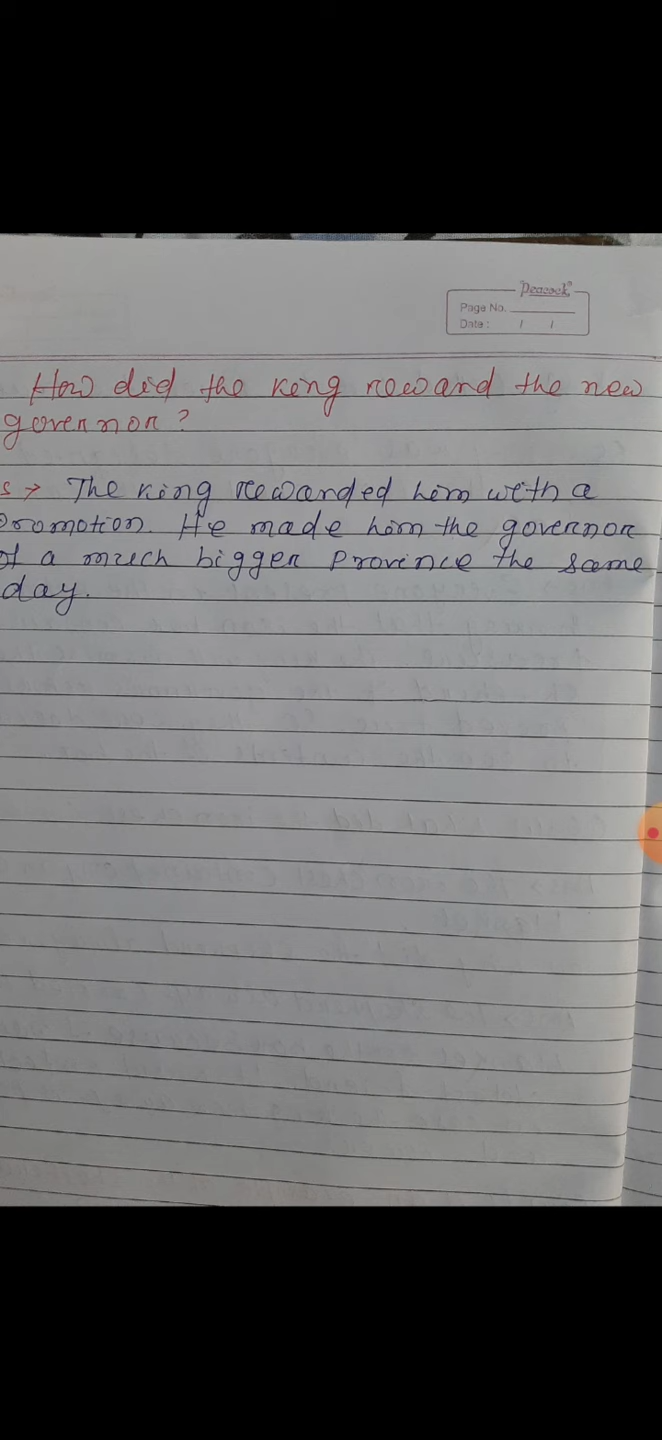 Peacock
Page No.
Date : / /
How did the king reward the new
governor?
s → The king rewarded him with a
promotion. He made him the governor
of a much bigger Province the same
day.